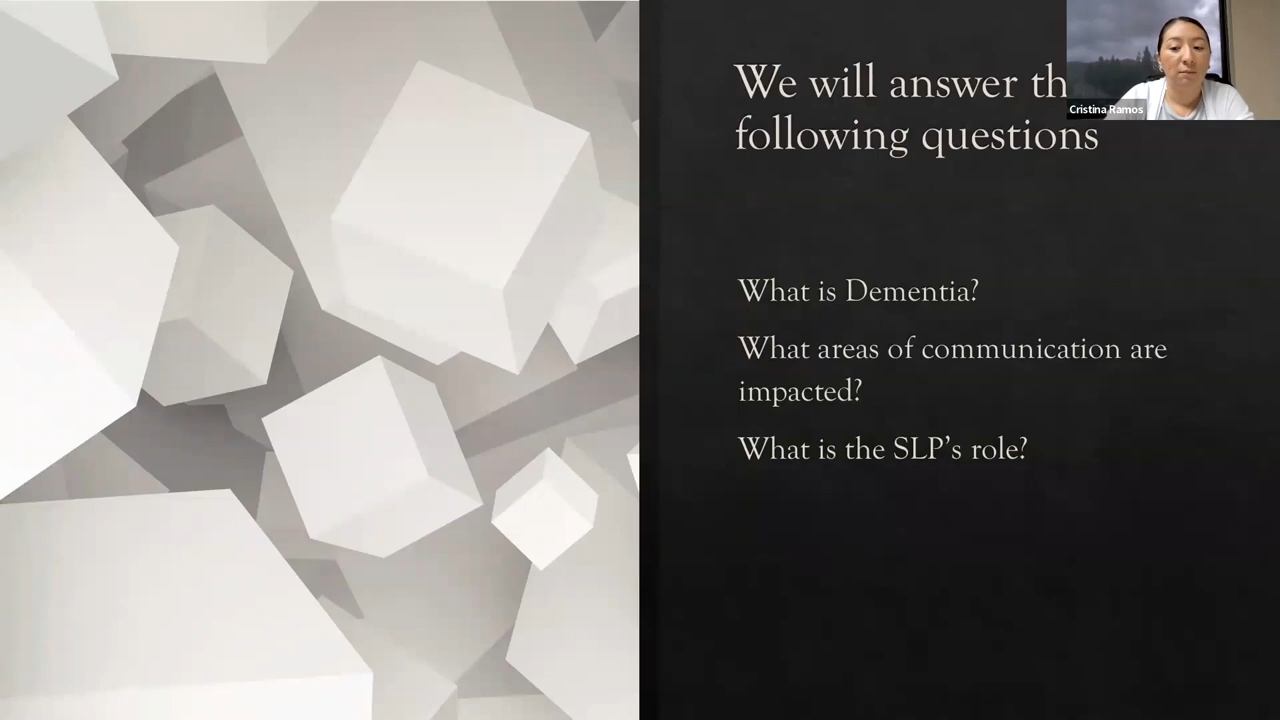 We will answer th
following questions
Cristina Ramos
What is Dementia?
What areas of communication are
impacted?
What is the SLP’s role?